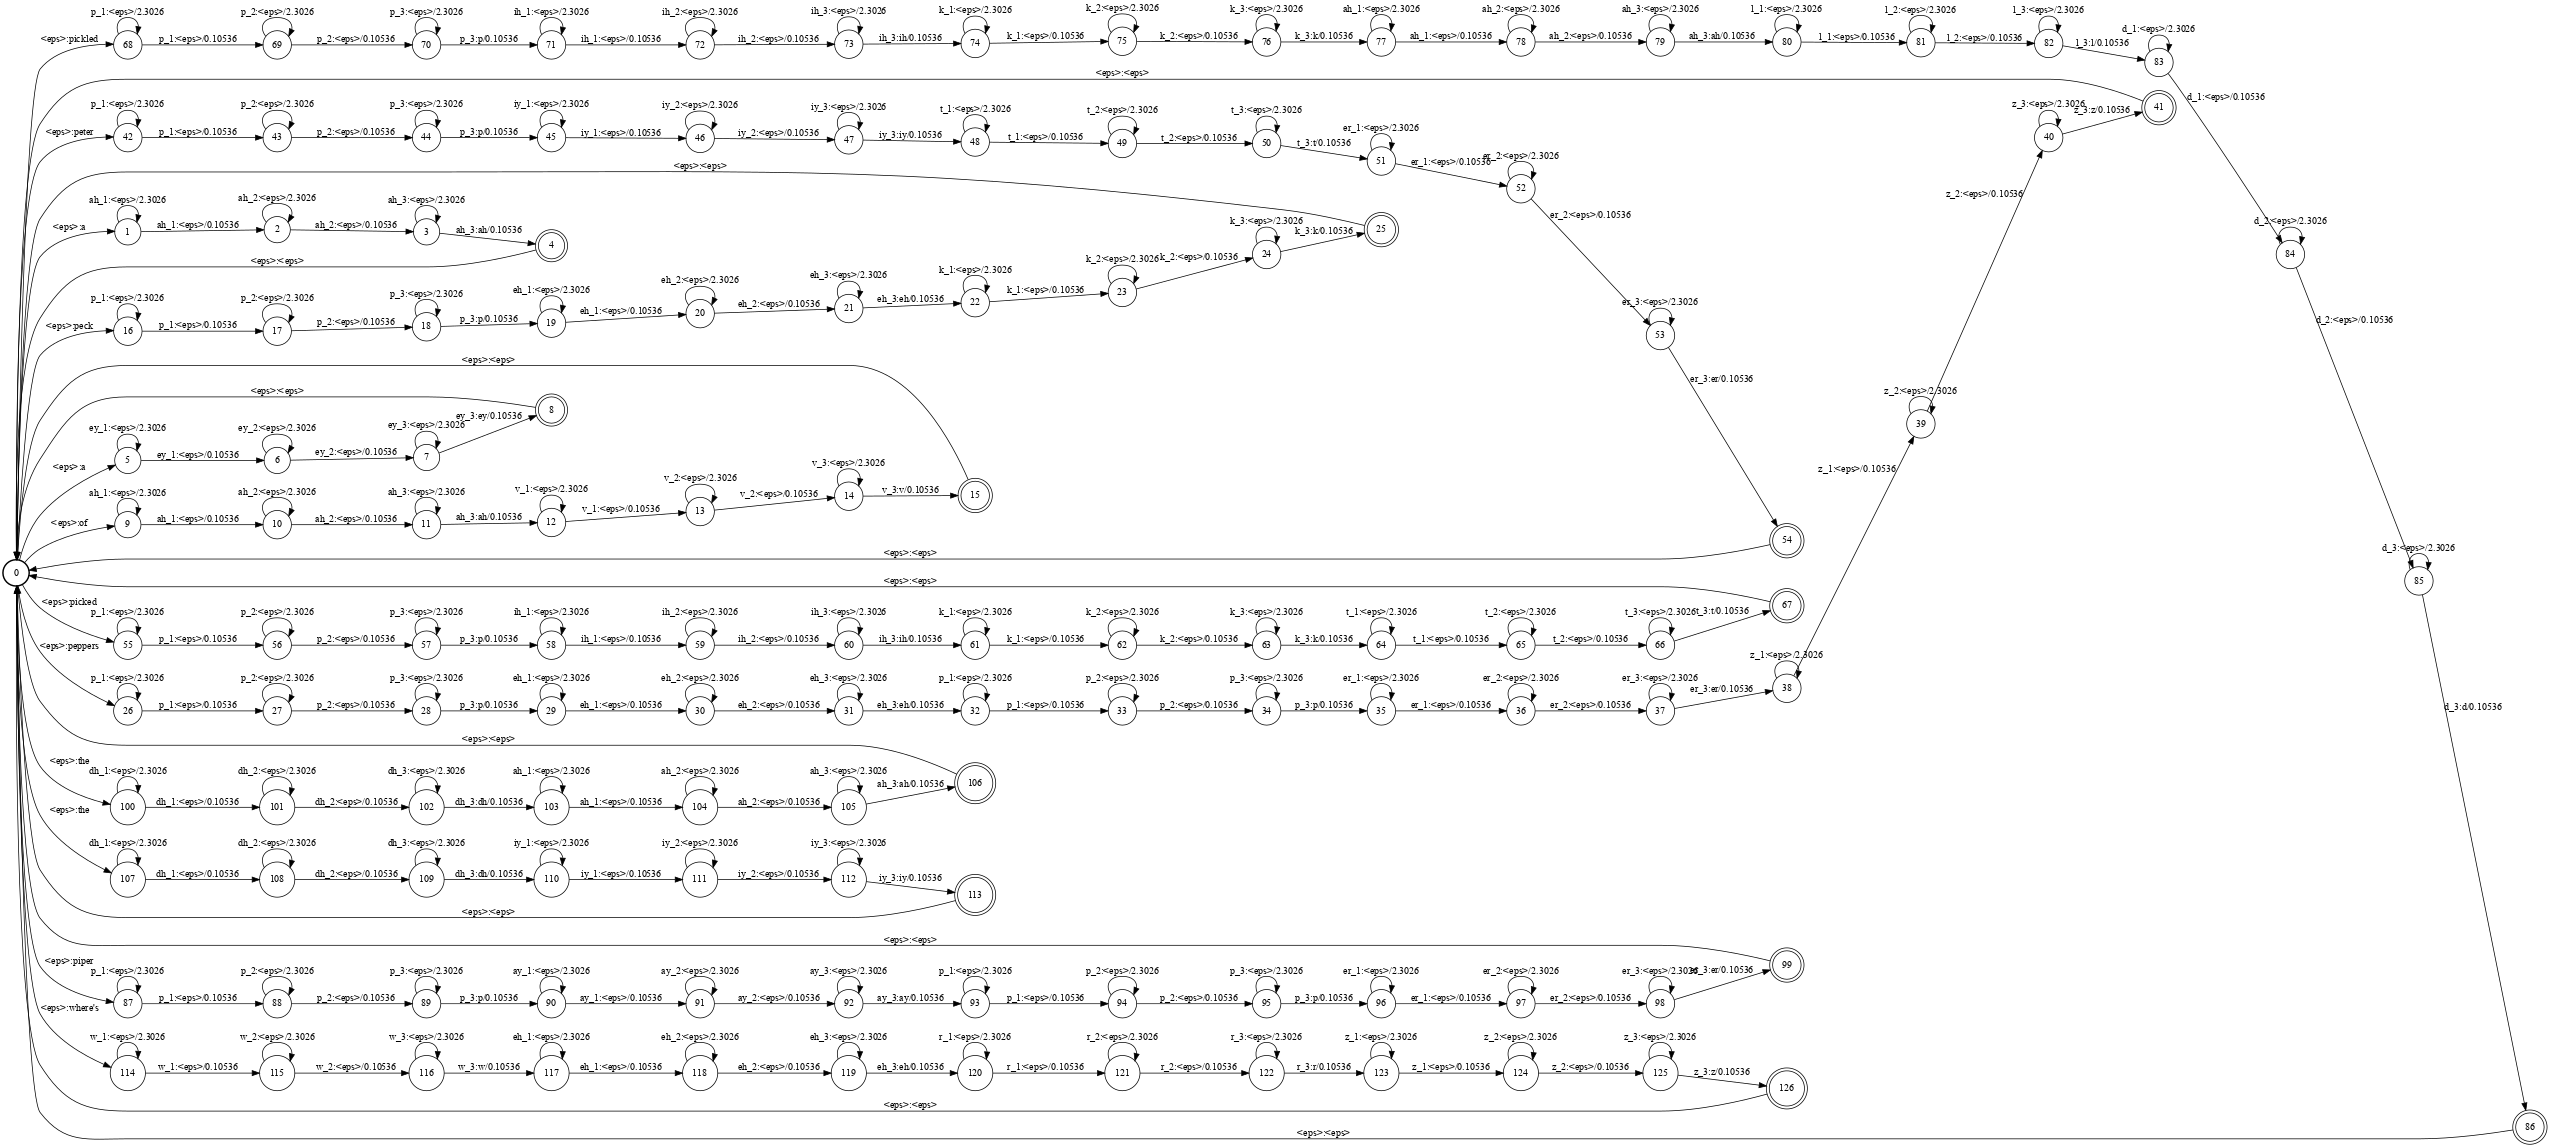 p_1:<eps>/2.3026 p_2:<eps>/2.3026 p_3:<eps>/2.3026 ih_1:<eps>/2.3026 ih_2:<eps>/2.3026 ih_3:<eps>/2.3026 k_1:<eps>/2.3026 k_2:<eps>/2.3026 k_3:<eps>/2.3026 ah_1:<eps>/2.3026 ah_2:<eps>/2.3026 ah_3:<eps>/2.3026 l_1:<eps>/2.3026 l_2:<eps>/2.3026 l_3:<eps>/2.3026 d_1:<eps>/2.3026
<eps>:pickled 68 p_1:<eps>/0.10536 69 p_2:<eps>/0.10536 70 p_3:p/0.10536 71 ih_1:<eps>/0.10536 72 ih_2:<eps>/0.10536 73 ih_3:ih/0.10536 74 k_1:<eps>/0.10536 75 k_2:<eps>/0.10536 76 k_3:k/0.10536 77 ah_1:<eps>/0.10536 78 ah_2:<eps>/0.10536 79 ah_3:ah/0.10536 80 l_1:<eps>/0.10536 81 l_2:<eps>/0.10536 82 l_3:l/0.10536 83
<eps>:<eps>
d_1:<eps>/0.10536
p_1:<eps>/2.3026 p_2:<eps>/2.3026 p_3:<eps>/2.3026 iy_1:<eps>/2.3026 iy_2:<eps>/2.3026 iy_3:<eps>/2.3026 t_1:<eps>/2.3026 t_2:<eps>/2.3026 t_3:<eps>/2.3026 er_1:<eps>/2.3026 er_2:<eps>/2.3026 z_3:<eps>/2.3026
<eps>:peter 42 p_1:<eps>/0.10536 43 p_2:<eps>/0.10536 44 p_3:p/0.10536 45 iy_1:<eps>/0.10536 46 iy_2:<eps>/0.10536 47 iy_3:iy/0.10536 48 t_1:<eps>/0.10536 49 t_2:<eps>/0.10536 50 t_3:t/0.10536 51 er_1:<eps>/0.10536 52 40 z_3:z/0.10536 41
<eps>:<eps>
z_2:<eps>/0.10536
ah_1:<eps>/2.3026 ah_2:<eps>/2.3026 ah_3:<eps>/2.3026
<eps>:a 1 ah_1:<eps>/0.10536 2 ah_2:<eps>/0.10536 3 ah_3:ah/0.10536 4
er_2:<eps>/0.10536
d_2:<eps>/2.3026
84
<eps>:<eps>
p_1:<eps>/2.3026 p_2:<eps>/2.3026 p_3:<eps>/2.3026 eh_1:<eps>/2.3026 eh_2:<eps>/2.3026 eh_3:<eps>/2.3026 k_1:<eps>/2.3026 k_2:<eps>/2.3026 k_3:<eps>/2.3026
<eps>:peck 16 p_1:<eps>/0.10536 17 p_2:<eps>/0.10536 18 p_3:p/0.10536 19 eh_1:<eps>/0.10536 20 eh_2:<eps>/0.10536 21 eh_3:eh/0.10536 22 k_1:<eps>/0.10536 23 k_2:<eps>/0.10536 24 k_3:k/0.10536 25
er_3:<eps>/2.3026
53
d_2:<eps>/0.10536
<eps>:<eps>
er_3:er/0.10536
<eps>:<eps>
z_2:<eps>/2.3026
39
ey_1:<eps>/2.3026 ey_2:<eps>/2.3026 ey_3:<eps>/2.3026
<eps>:a 5 ey_1:<eps>/0.10536 6 ey_2:<eps>/0.10536 7 ey_3:ey/0.10536 8
z_1:<eps>/0.10536
ah_1:<eps>/2.3026 ah_2:<eps>/2.3026 ah_3:<eps>/2.3026 v_1:<eps>/2.3026 v_2:<eps>/2.3026 v_3:<eps>/2.3026
<eps>:of 9 ah_1:<eps>/0.10536 10 ah_2:<eps>/0.10536 11 ah_3:ah/0.10536 12 v_1:<eps>/0.10536 13 v_2:<eps>/0.10536 14 v_3:v/0.10536 15
<eps>:<eps> 54
d_3:<eps>/2.3026
0
85
<eps>:<eps>
p_1:<eps>/2.3026 p_2:<eps>/2.3026 p_3:<eps>/2.3026 ih_1:<eps>/2.3026 ih_2:<eps>/2.3026 ih_3:<eps>/2.3026 k_1:<eps>/2.3026 k_2:<eps>/2.3026 k_3:<eps>/2.3026 t_1:<eps>/2.3026 t_2:<eps>/2.3026 t_3:<eps>/2.3026
<eps>:picked 55 p_1:<eps>/0.10536 56 p_2:<eps>/0.10536 57 p_3:p/0.10536 58 ih_1:<eps>/0.10536 59 ih_2:<eps>/0.10536 60 ih_3:ih/0.10536 61 k_1:<eps>/0.10536 62 k_2:<eps>/0.10536 63 k_3:k/0.10536 64 t_1:<eps>/0.10536 65 t_2:<eps>/0.10536 66 t_3:t/0.10536 67
p_1:<eps>/2.3026 p_2:<eps>/2.3026 p_3:<eps>/2.3026 eh_1:<eps>/2.3026 eh_2:<eps>/2.3026 eh_3:<eps>/2.3026 p_1:<eps>/2.3026 p_2:<eps>/2.3026 p_3:<eps>/2.3026 er_1:<eps>/2.3026 er_2:<eps>/2.3026 er_3:<eps>/2.3026 z_1:<eps>/2.3026
<eps>:peppers 26 p_1:<eps>/0.10536 27 p_2:<eps>/0.10536 28 p_3:p/0.10536 29 eh_1:<eps>/0.10536 30 eh_2:<eps>/0.10536 31 eh_3:eh/0.10536 32 p_1:<eps>/0.10536 33 p_2:<eps>/0.10536 34 p_3:p/0.10536 35 er_1:<eps>/0.10536 36 er_2:<eps>/0.10536 37 er_3:er/0.10536 38
d_3:d/0.10536
<eps>:<eps>
dh_1:<eps>/2.3026 dh_2:<eps>/2.3026 dh_3:<eps>/2.3026 ah_1:<eps>/2.3026 ah_2:<eps>/2.3026 ah_3:<eps>/2.3026
<eps>:the 100 dh_1:<eps>/0.10536 101 dh_2:<eps>/0.10536 102 dh_3:dh/0.10536 103 ah_1:<eps>/0.10536 104 ah_2:<eps>/0.10536 105 ah_3:ah/0.10536 106
dh_1:<eps>/2.3026 dh_2:<eps>/2.3026 dh_3:<eps>/2.3026 iy_1:<eps>/2.3026 iy_2:<eps>/2.3026 iy_3:<eps>/2.3026
<eps>:the 107 dh_1:<eps>/0.10536 108 dh_2:<eps>/0.10536 109 dh_3:dh/0.10536 110 iy_1:<eps>/0.10536 111 iy_2:<eps>/0.10536 112 iy_3:iy/0.10536 113
<eps>:<eps>
<eps>:<eps>
p_1:<eps>/2.3026 p_2:<eps>/2.3026 p_3:<eps>/2.3026 ay_1:<eps>/2.3026 ay_2:<eps>/2.3026 ay_3:<eps>/2.3026 p_1:<eps>/2.3026 p_2:<eps>/2.3026 p_3:<eps>/2.3026 er_1:<eps>/2.3026 er_2:<eps>/2.3026 er_3:<eps>/2.3026
<eps>:piper 87 p_1:<eps>/0.10536 88 p_2:<eps>/0.10536 89 p_3:p/0.10536 90 ay_1:<eps>/0.10536 91 ay_2:<eps>/0.10536 92 ay_3:ay/0.10536 93 p_1:<eps>/0.10536 94 p_2:<eps>/0.10536 95 p_3:p/0.10536 96 er_1:<eps>/0.10536 97 er_2:<eps>/0.10536 98 er_3:er/0.10536 99
w_1:<eps>/2.3026 w_2:<eps>/2.3026 w_3:<eps>/2.3026 eh_1:<eps>/2.3026 eh_2:<eps>/2.3026 eh_3:<eps>/2.3026 r_1:<eps>/2.3026 r_2:<eps>/2.3026 r_3:<eps>/2.3026 z_1:<eps>/2.3026 z_2:<eps>/2.3026 z_3:<eps>/2.3026
<eps>:where's 114 w_1:<eps>/0.10536 115 w_2:<eps>/0.10536 116 w_3:w/0.10536 117 eh_1:<eps>/0.10536 118 eh_2:<eps>/0.10536 119 eh_3:eh/0.10536 120 r_1:<eps>/0.10536 121 r_2:<eps>/0.10536 122 r_3:r/0.10536 123 z_1:<eps>/0.10536 124 z_2:<eps>/0.10536 125 z_3:z/0.10536 126
<eps>:<eps>
<eps>:<eps> 86